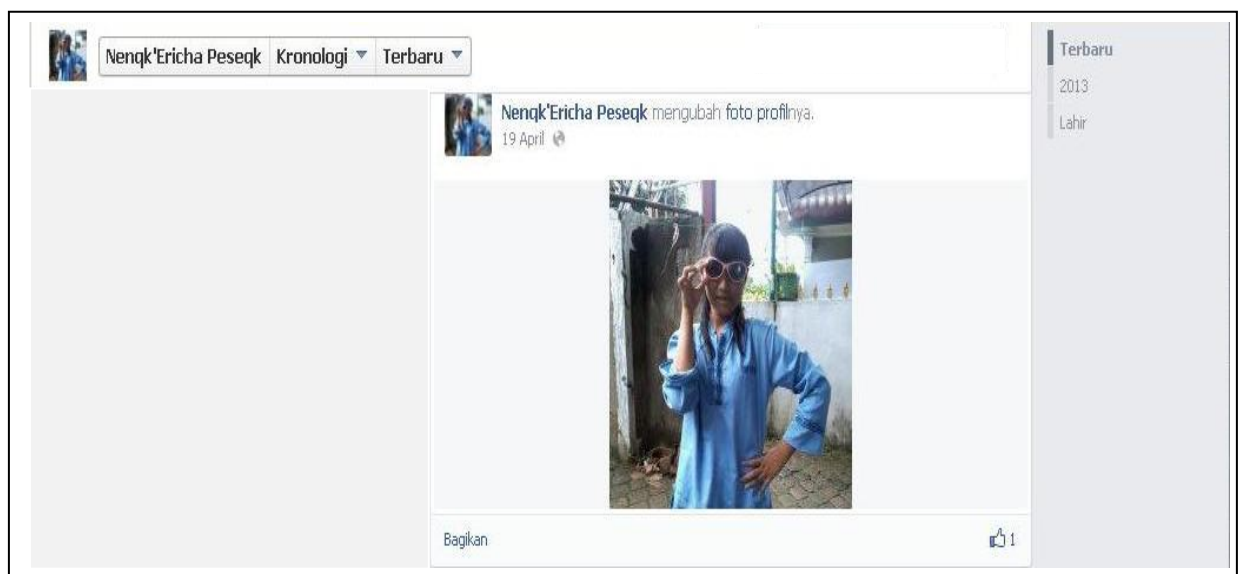 Nenqk'Ericha Peseqk Kronologi Terbaru
Terbaru
2013
Lahir
Nenqk'Ericha Peseqk mengubah foto profilnya.
19 April
Bagikan
1